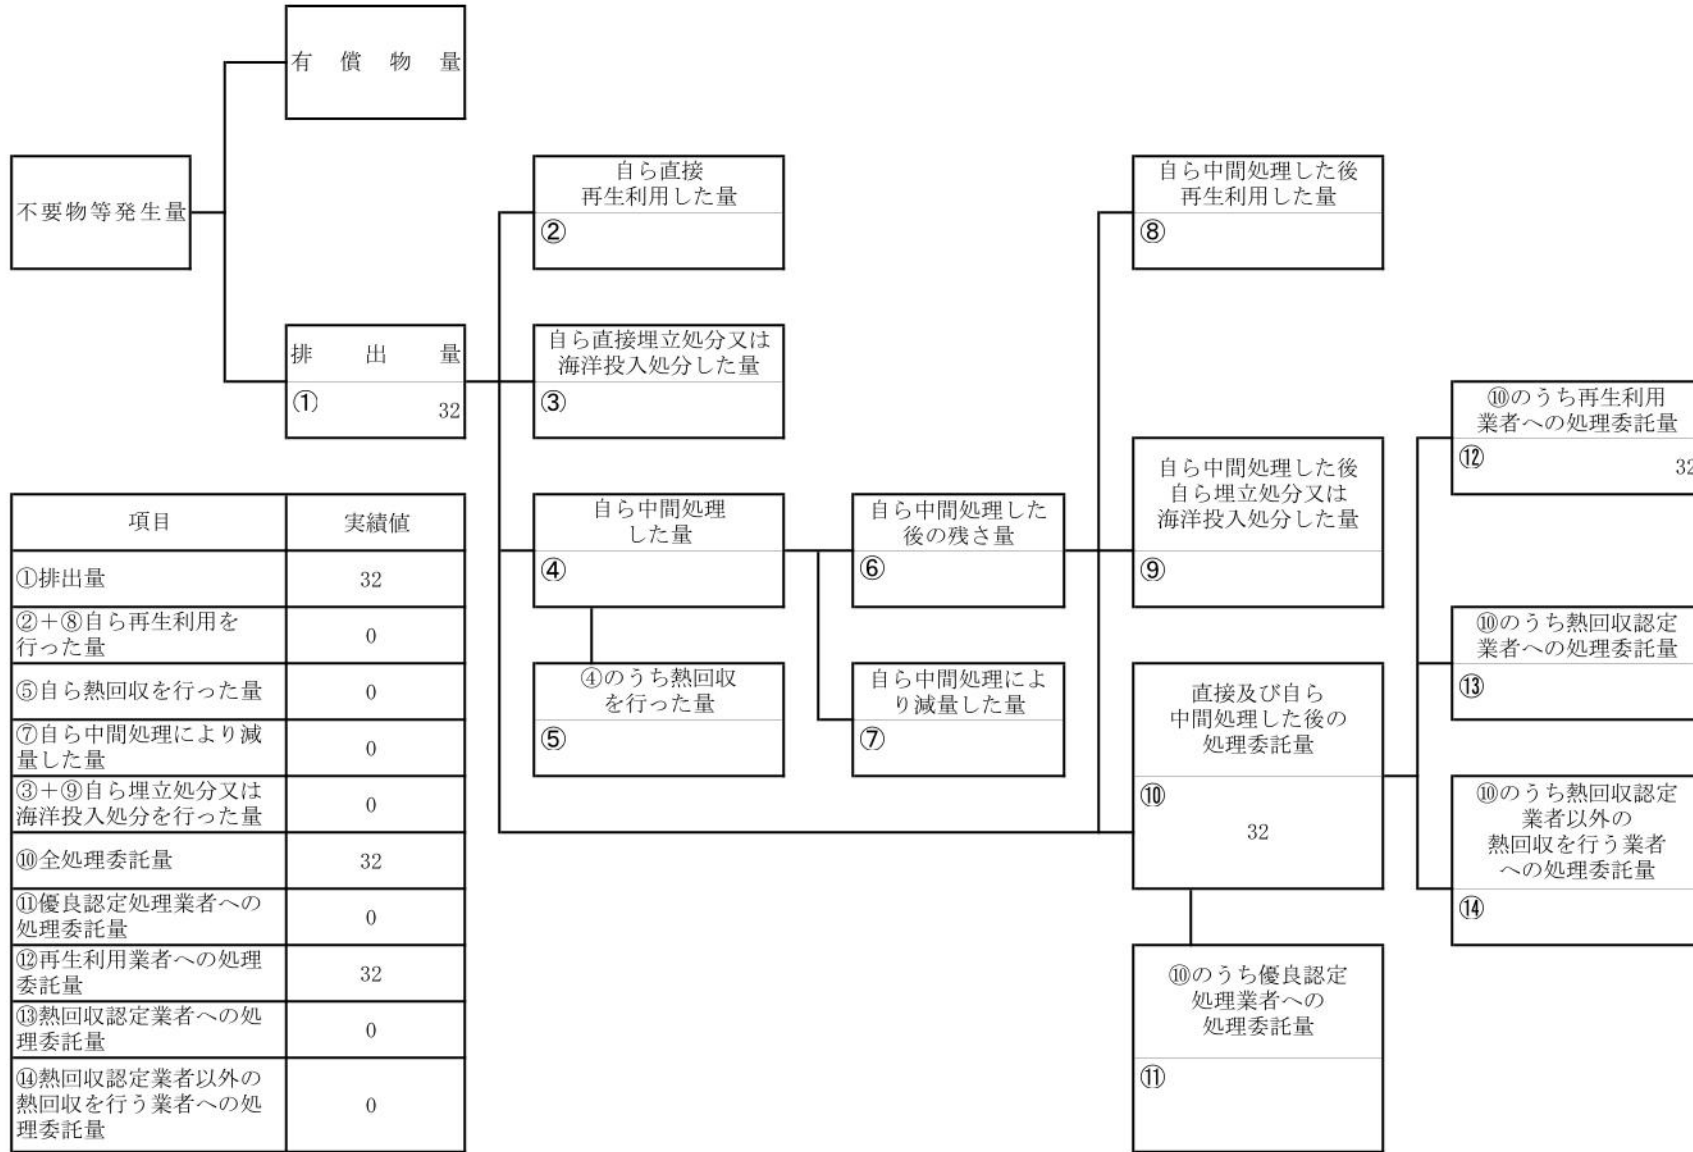 有償物量
不要物等発生量
排出量
①
32
自ら直接
再生利用した量
②
自ら直接埋立処分又は
海洋投入処分した量
③
自ら中間処理
した量
④
④のうち熱回収
を行った量
⑤
自ら中間処理した
後の残さ量
⑥
自ら中間処理によ
り減量した量
⑦
自ら中間処理した後
再生利用した量
⑧
自ら中間処理した後
自ら埋立処分又は
海洋投入処分した量
⑨
直接及び自ら
中間処理した後の
処理委託量
⑩
32
⑩のうち優良認定
処理業者への
処理委託量
⑪
⑩のうち再生利用
業者への処理委託量
⑫
32
⑩のうち熱回収認定
業者への処理委託量
⑬
⑩のうち熱回収認定
業者以外の
熱回収を行う業者
への処理委託量
⑭
項目 実績値
①排出量 32
②+⑧自ら再生利用を
行った量 0
⑤自ら熱回収を行った量 0
⑦自ら中間処理により減
量した量 0
③+⑨自ら埋立処分又は
海洋投入処分を行った量 0
⑩全処理委託量 32
⑪優良認定処理業者への
処理委託量 0
⑫再生利用業者への処理
委託量 32
⑬熱回収認定業者への処
理委託量 0
⑭熱回収認定業者以外の
熱回収を行う業者への処
理委託量 0